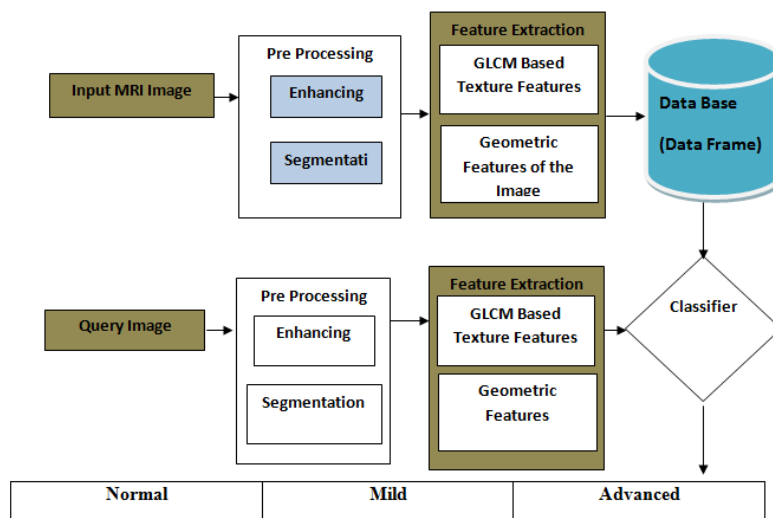 Input MRI Image
Pre Processing
Enhancing
Segmentati
Feature Extraction
GLCM Based
Texture Features
Geometric
Features of the
Image
Data Base
(Data Frame)
Query Image
Pre Processing
Enhancing
Segmentation
Feature Extraction
GLCM Based
Texture Features
Geometric
Features
Classifier
Normal
Mild
Advanced